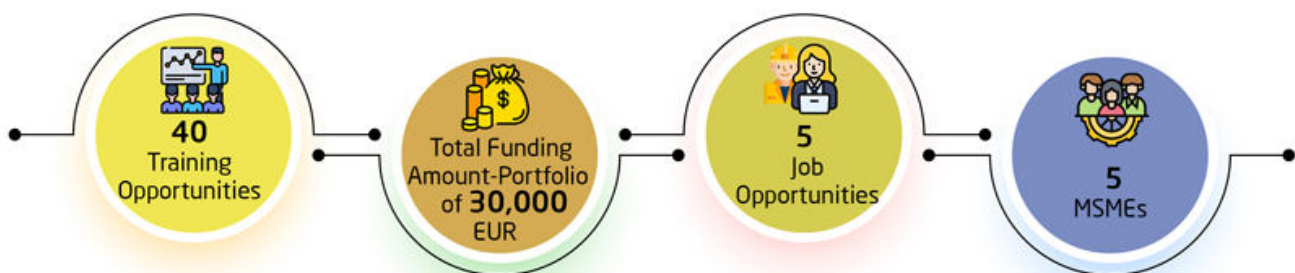 40
Training
Opportunities
Total Funding
Amount-Portfolio
of 30,000
EUR
5
Job
Opportunities
5
MSMEs